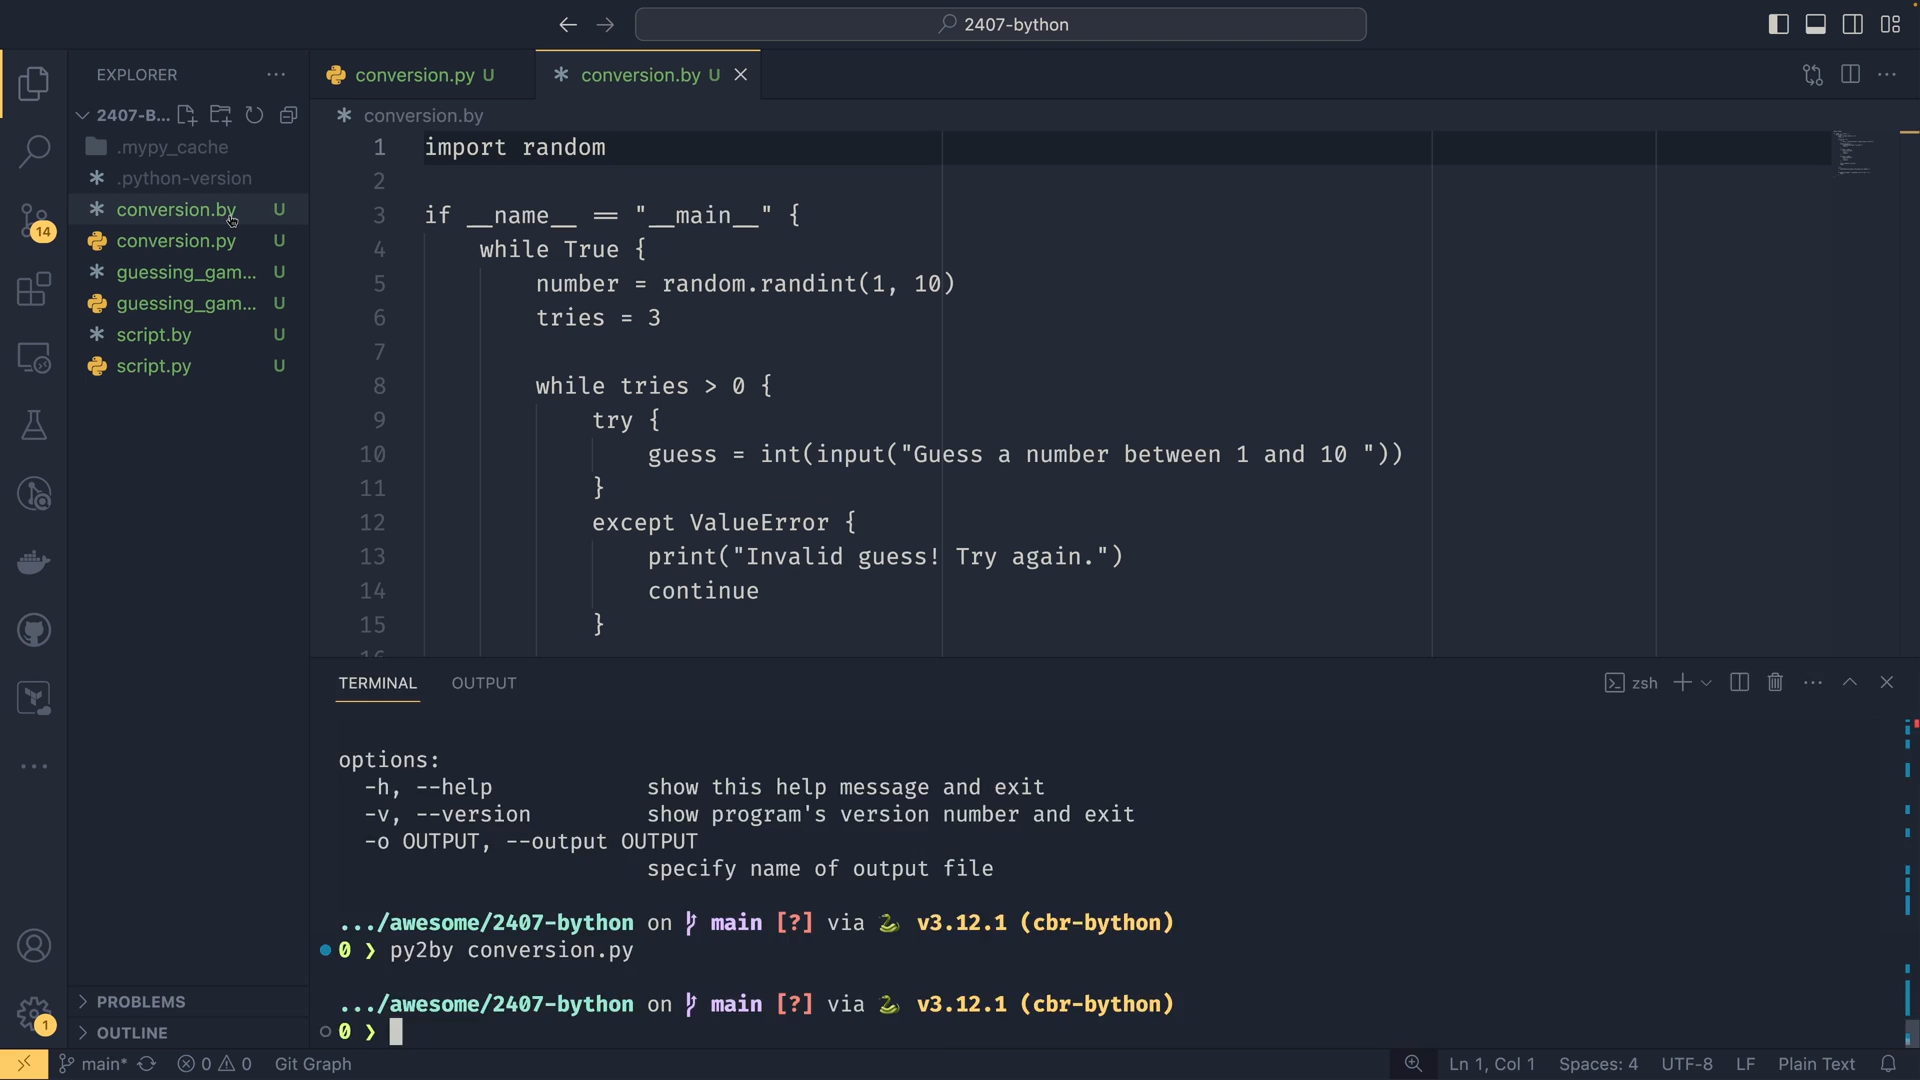 2407-bython
EXPLORER
2407-B...
.mypy_cache
.python-version
conversion.by U
conversion.py U
guessing_gam... U
guessing_gam... U
script.by U
script.py U
PROBLEMS
OUTLINE
14
1
conversion.py U
conversion.by U
conversion.by
1 import random
2
3 if __name__ == "__main__" {
4 while True {
5 number = random.randint(1, 10)
6 tries = 3
7
8 while tries > 0 {
9 try {
10 guess = int(input("Guess a number between 1 and 10 "))
11 }
12 except ValueError {
13 print("Invalid guess! Try again.")
14 continue
15 }
16
TERMINAL OUTPUT
zsh
options:
-h, --help show this help message and exit
-v, --version show program's version number and exit
-o OUTPUT, --output OUTPUT
specify name of output file
.../awesome/2407-bython on main [?] via 🐍 v3.12.1 (cbr-bython)
0 ❯ py2by conversion.py
.../awesome/2407-bython on main [?] via 🐍 v3.12.1 (cbr-bython)
0 ❯
main* 0 0 Git Graph
Ln 1, Col 1 Spaces: 4 UTF-8 LF Plain Text